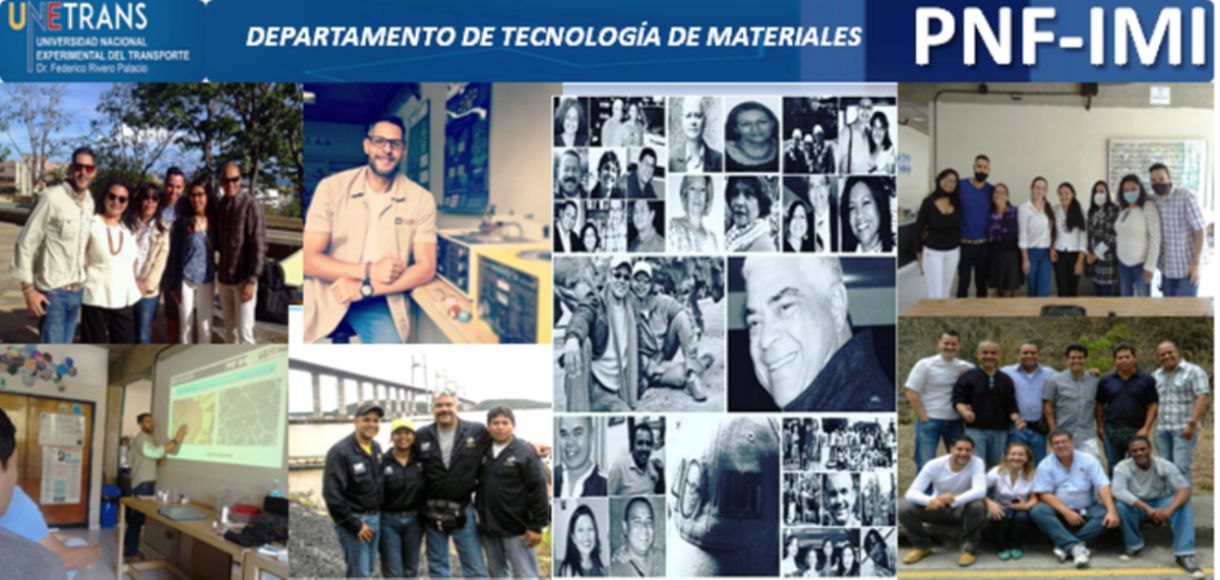 UNETRANS
UNIVERSIDAD NACIONAL
EXPERIMENTAL DEL TRANSPORTE
Dr. Federico Rivero Palacio
DEPARTAMENTO DE TECNOLOGÍA DE MATERIALES
PNF-IMI